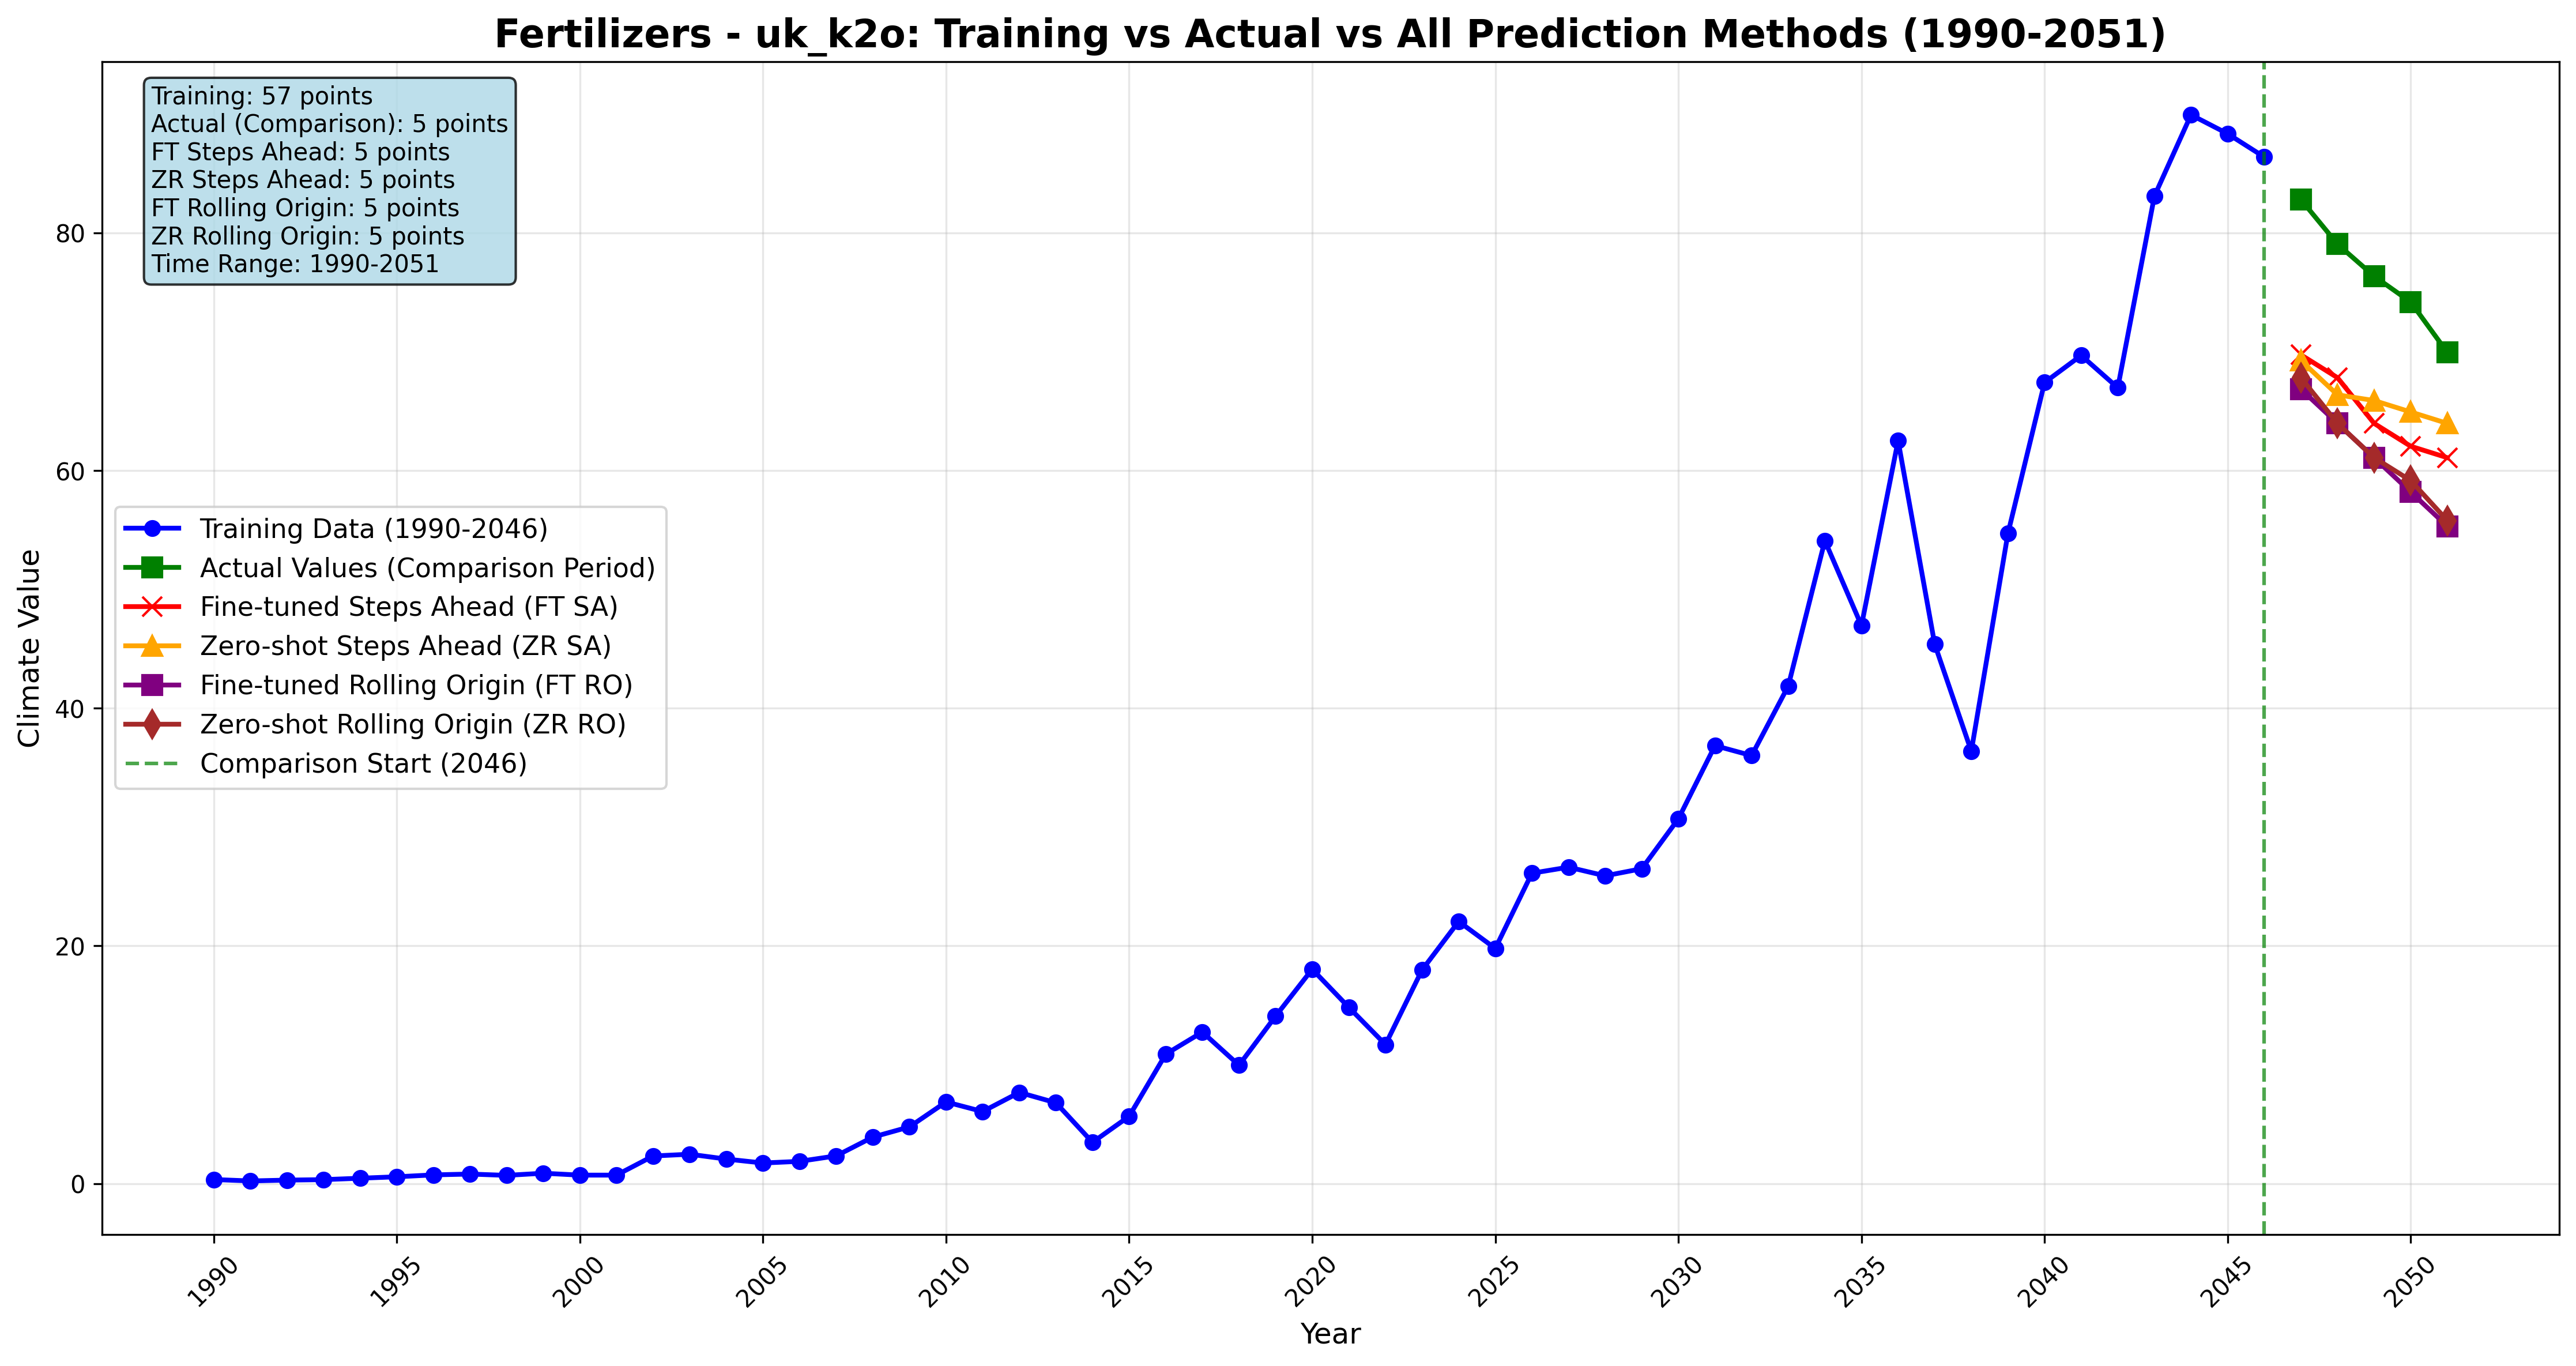 Fertilizers - uk_k2o: Training vs Actual vs All Prediction Methods (1990-2051)
Training: 57 points
Actual (Comparison): 5 points
FT Steps Ahead: 5 points
ZR Steps Ahead: 5 points
FT Rolling Origin: 5 points
ZR Rolling Origin: 5 points
Time Range: 1990-2051
80
60
40
20
0
Climate Value
Training Data (1990-2046)
Actual Values (Comparison Period)
Fine-tuned Steps Ahead (FT SA)
Zero-shot Steps Ahead (ZR SA)
Fine-tuned Rolling Origin (FT RO)
Zero-shot Rolling Origin (ZR RO)
Comparison Start (2046)
1990
1995
2000
2005
2010
2015
2020
2025
2030
2035
2040
2045
2050
Year